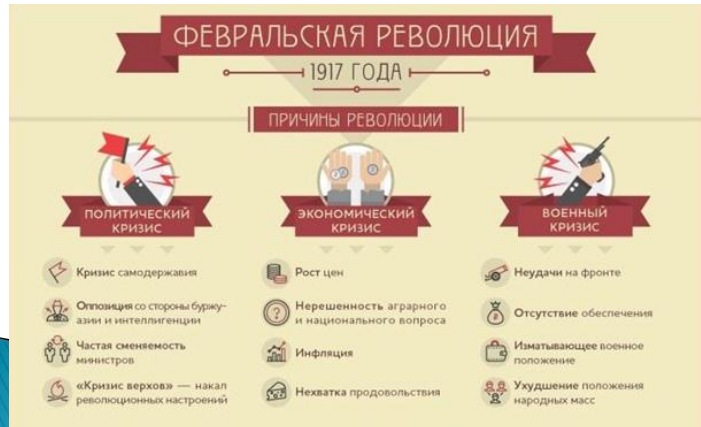 ФЕВРАЛЬСКАЯ РЕВОЛЮЦИЯ
1917 ГОДА
ПРИЧИНЫ РЕВОЛЮЦИИ
ПОЛИТИЧЕСКИЙ
КРИЗИС
Кризис самодержавия
Оппозиция со стороны буржу-
азии и интеллигенции
Частая сменяемость
министров
«Кризис верхов» — накал
революционных настроений
ЭКОНОМИЧЕСКИЙ
КРИЗИС
Рост цен
Нерешенность аграрного
и национального вопроса
Инфляция
Нехватка продовольствия
ВОЕННЫЙ
КРИЗИС
Неудачи на фронте
Отсутствие обеспечения
Изматывающее военное
положение
Ухудшение положения
народных масс